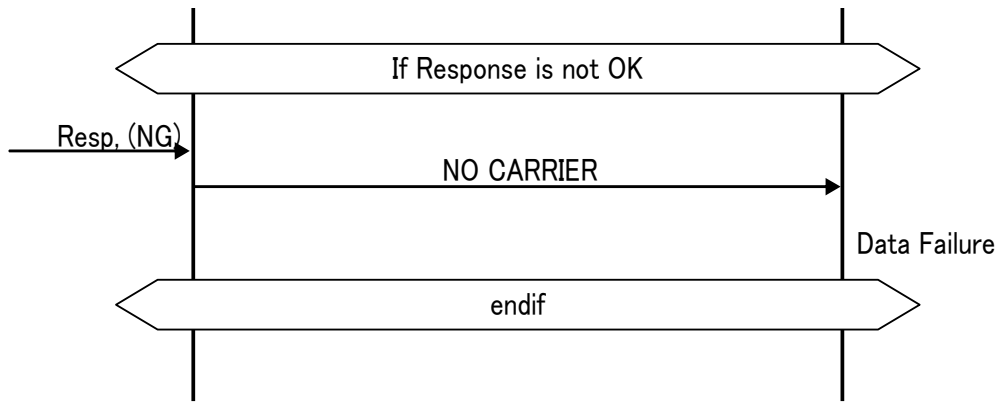 If Response is not OK
Resp, (NG)
NO CARRIER
Data Failure
endif